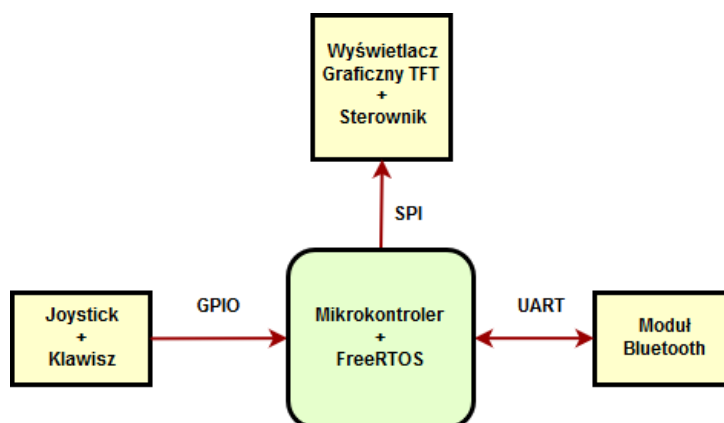 Wyświetlacz
Graficzny TFT
+
Sterownik
SPI
Joystick
+
Klawisz
GPIO
Mikrokontroler
+
FreeRTOS
UART
Moduł
Bluetooth